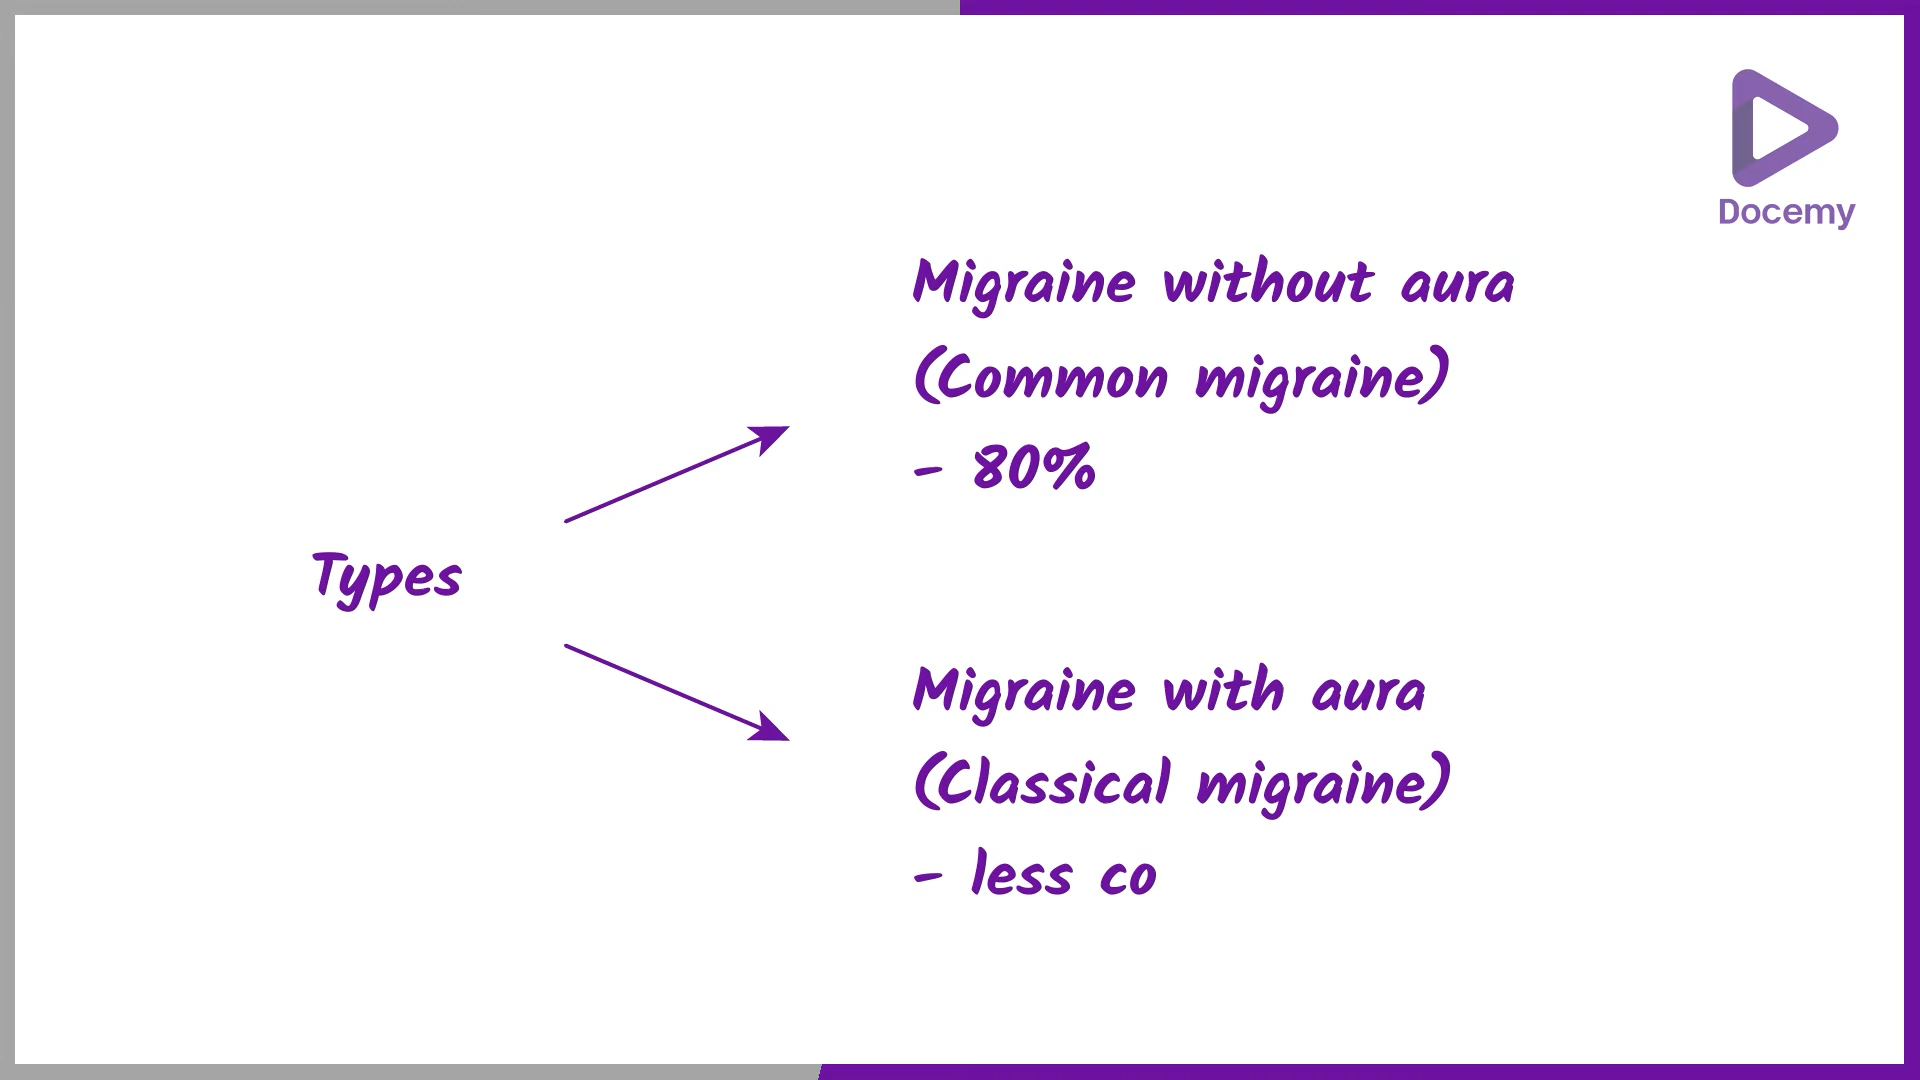 Docemy
Migraine without aura
(Common migraine)
- 80%
Types
Migraine with aura
(Classical migraine)
- less co